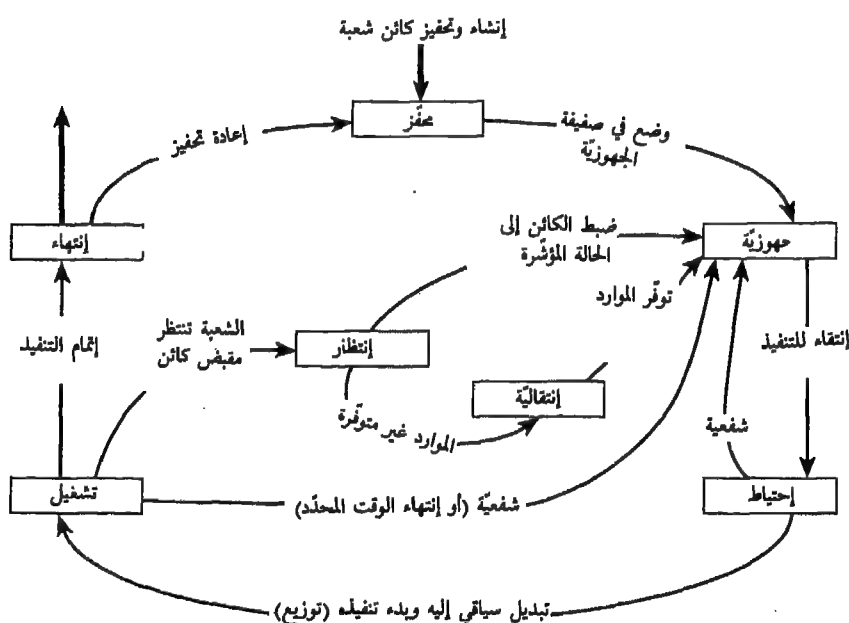 إنشاء وتحفيز كائن شعبة
محفّز
وضع في صفيفة
الجهوزيّة
إعادة تحفيز
إنتهاء
ضبط الكائن إلى
الحالة المؤشّرة
جهوزيّة
توفّر الموارد
إتمام التنفيذ
الشعبة تنتظر
مقبض كائن
إنتظار
إنتقاء للتنفيذ
إنتقاليّة
الموارد غير متوفّرة
شفعية
تشغيل
شفعيّة (أو إنتهاء الوقت المحدّد)
إحتياط
تبديل سياقي إليه وبدء تنفيذه (توزيع)